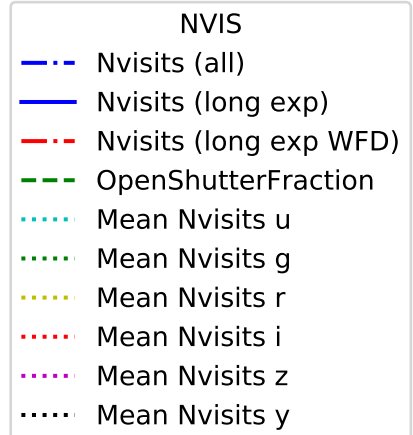 NVIS
Nvisits (all)
Nvisits (long exp)
Nvisits (long exp WFD)
OpenShutterFraction
Mean Nvisits u
Mean Nvisits g
Mean Nvisits r
Mean Nvisits i
Mean Nvisits z
Mean Nvisits y